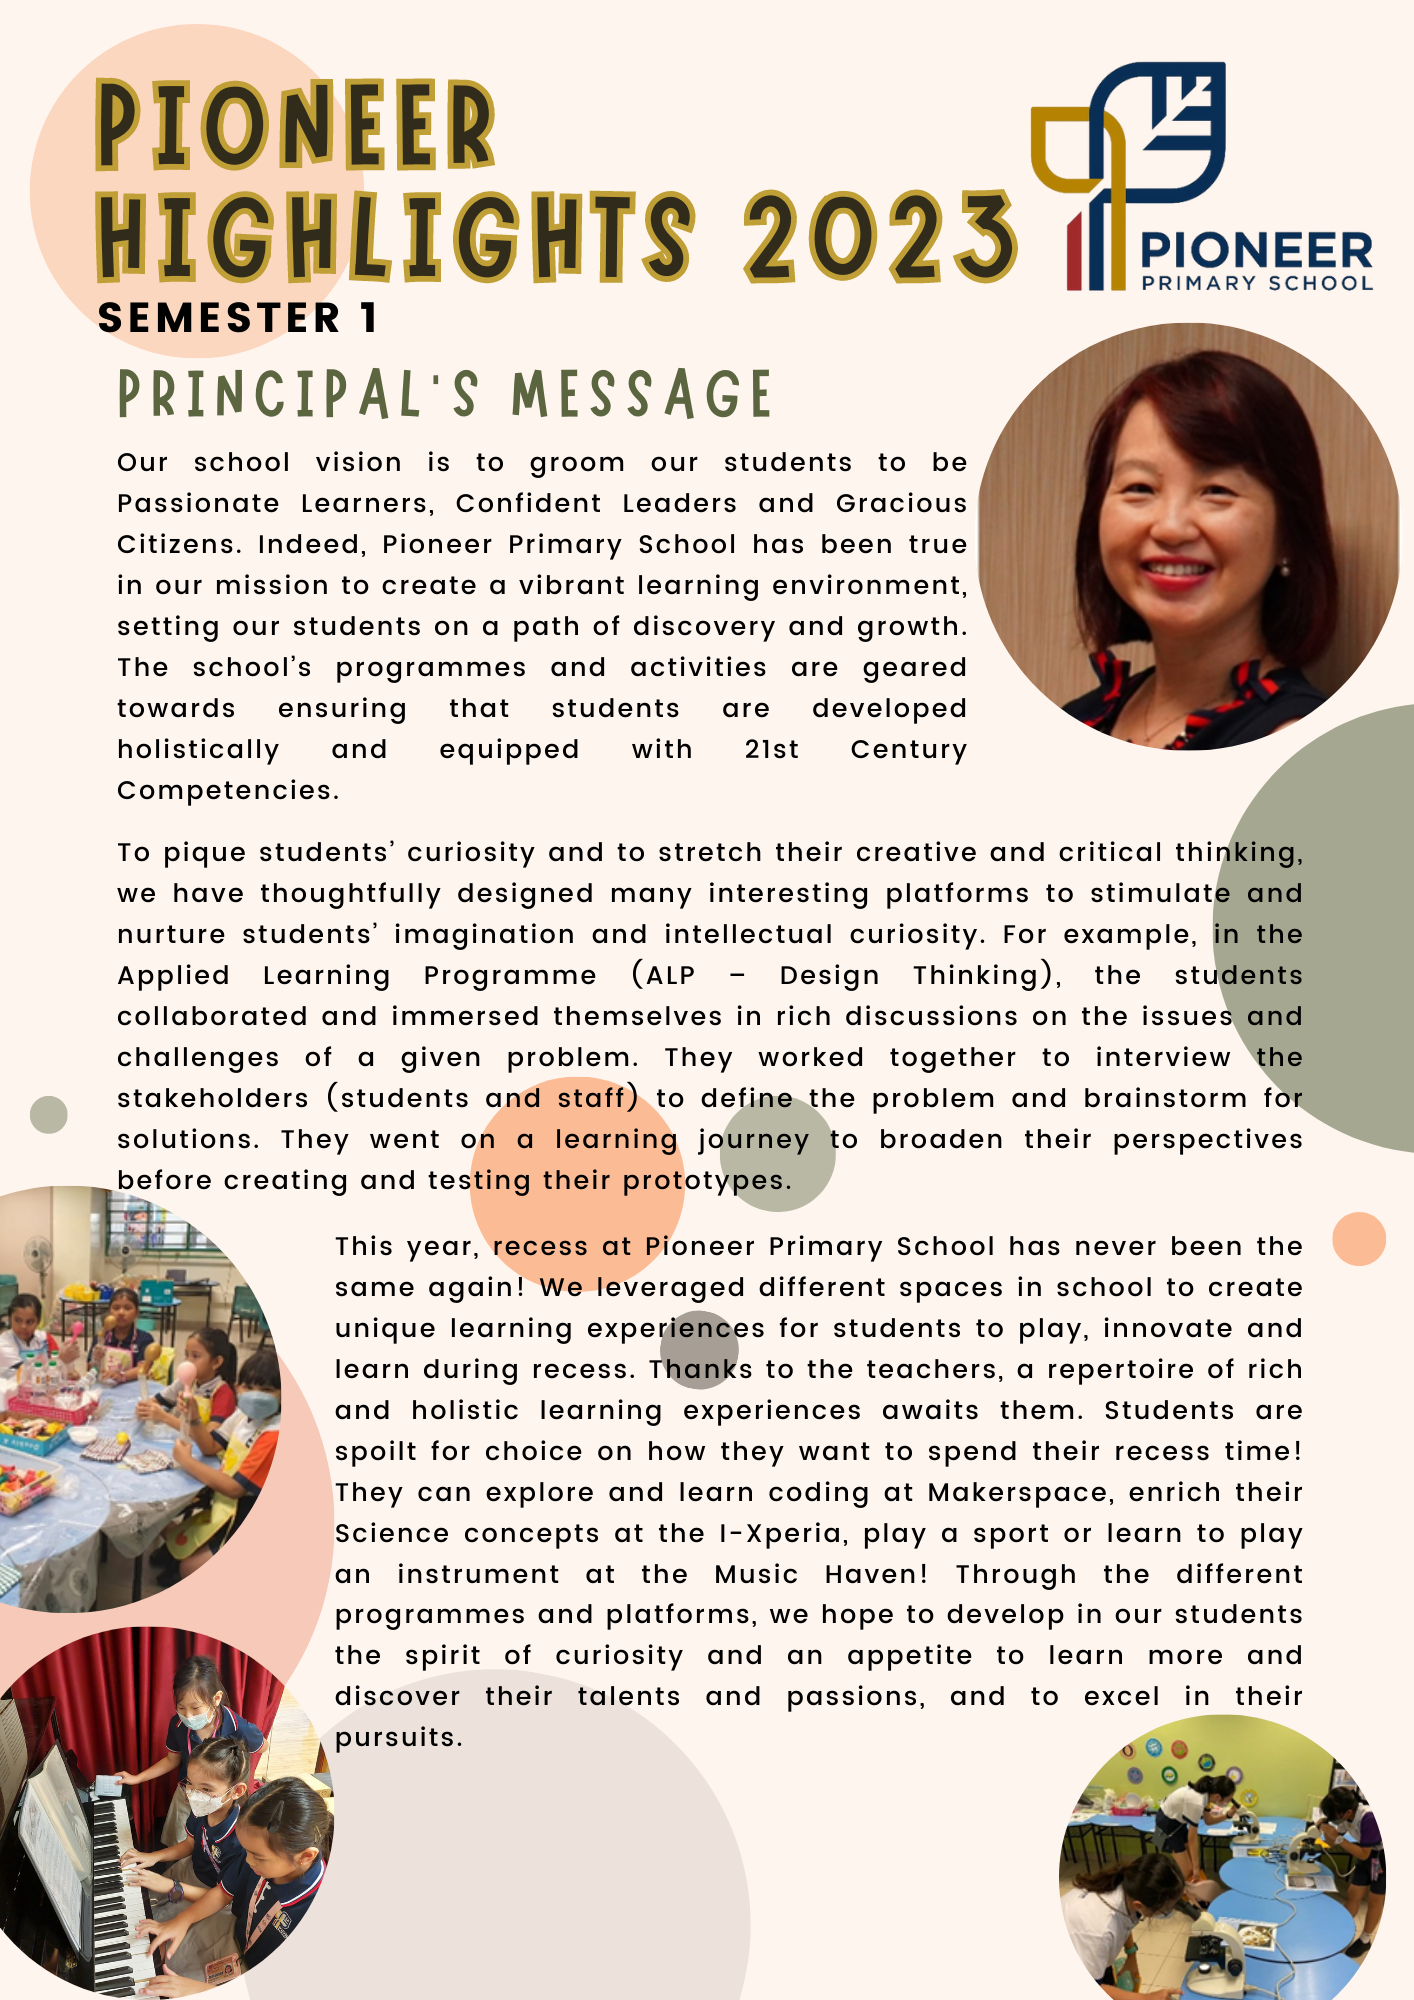 PIONEER
HIGHLIGHTS 2023
SEMESTER 1
PIONEER
PRIMARY SCHOOL
PRINCIPAL'S MESSAGE
Our school vision is to groom our students to be
Passionate Learners, Confident Leaders and Gracious
Citizens. Indeed, Pioneer Primary School has been true
in our mission to create a vibrant learning environment,
setting our students on a path of discovery and growth.
The school’s programmes and activities are geared
towards ensuring that students are developed
holistically and equipped with 21st Century
Competencies.
To pique students’ curiosity and to stretch their creative and critical thinking,
we have thoughtfully designed many interesting platforms to stimulate and
nurture students’ imagination and intellectual curiosity. For example, in the
Applied Learning Programme (ALP – Design Thinking), the students
collaborated and immersed themselves in rich discussions on the issues and
challenges of a given problem. They worked together to interview the
stakeholders (students and staff) to define the problem and brainstorm for
solutions. They went on a learning journey to broaden their perspectives
before creating and testing their prototypes.
This year, recess at Pioneer Primary School has never been the
same again! We leveraged different spaces in school to create
unique learning experiences for students to play, innovate and
learn during recess. Thanks to the teachers, a repertoire of rich
and holistic learning experiences awaits them. Students are
spoilt for choice on how they want to spend their recess time!
They can explore and learn coding at Makerspace, enrich their
Science concepts at the I-Xperia, play a sport or learn to play
an instrument at the Music Haven! Through the different
programmes and platforms, we hope to develop in our students
the spirit of curiosity and an appetite to learn more and
discover their talents and passions, and to excel in their
pursuits.